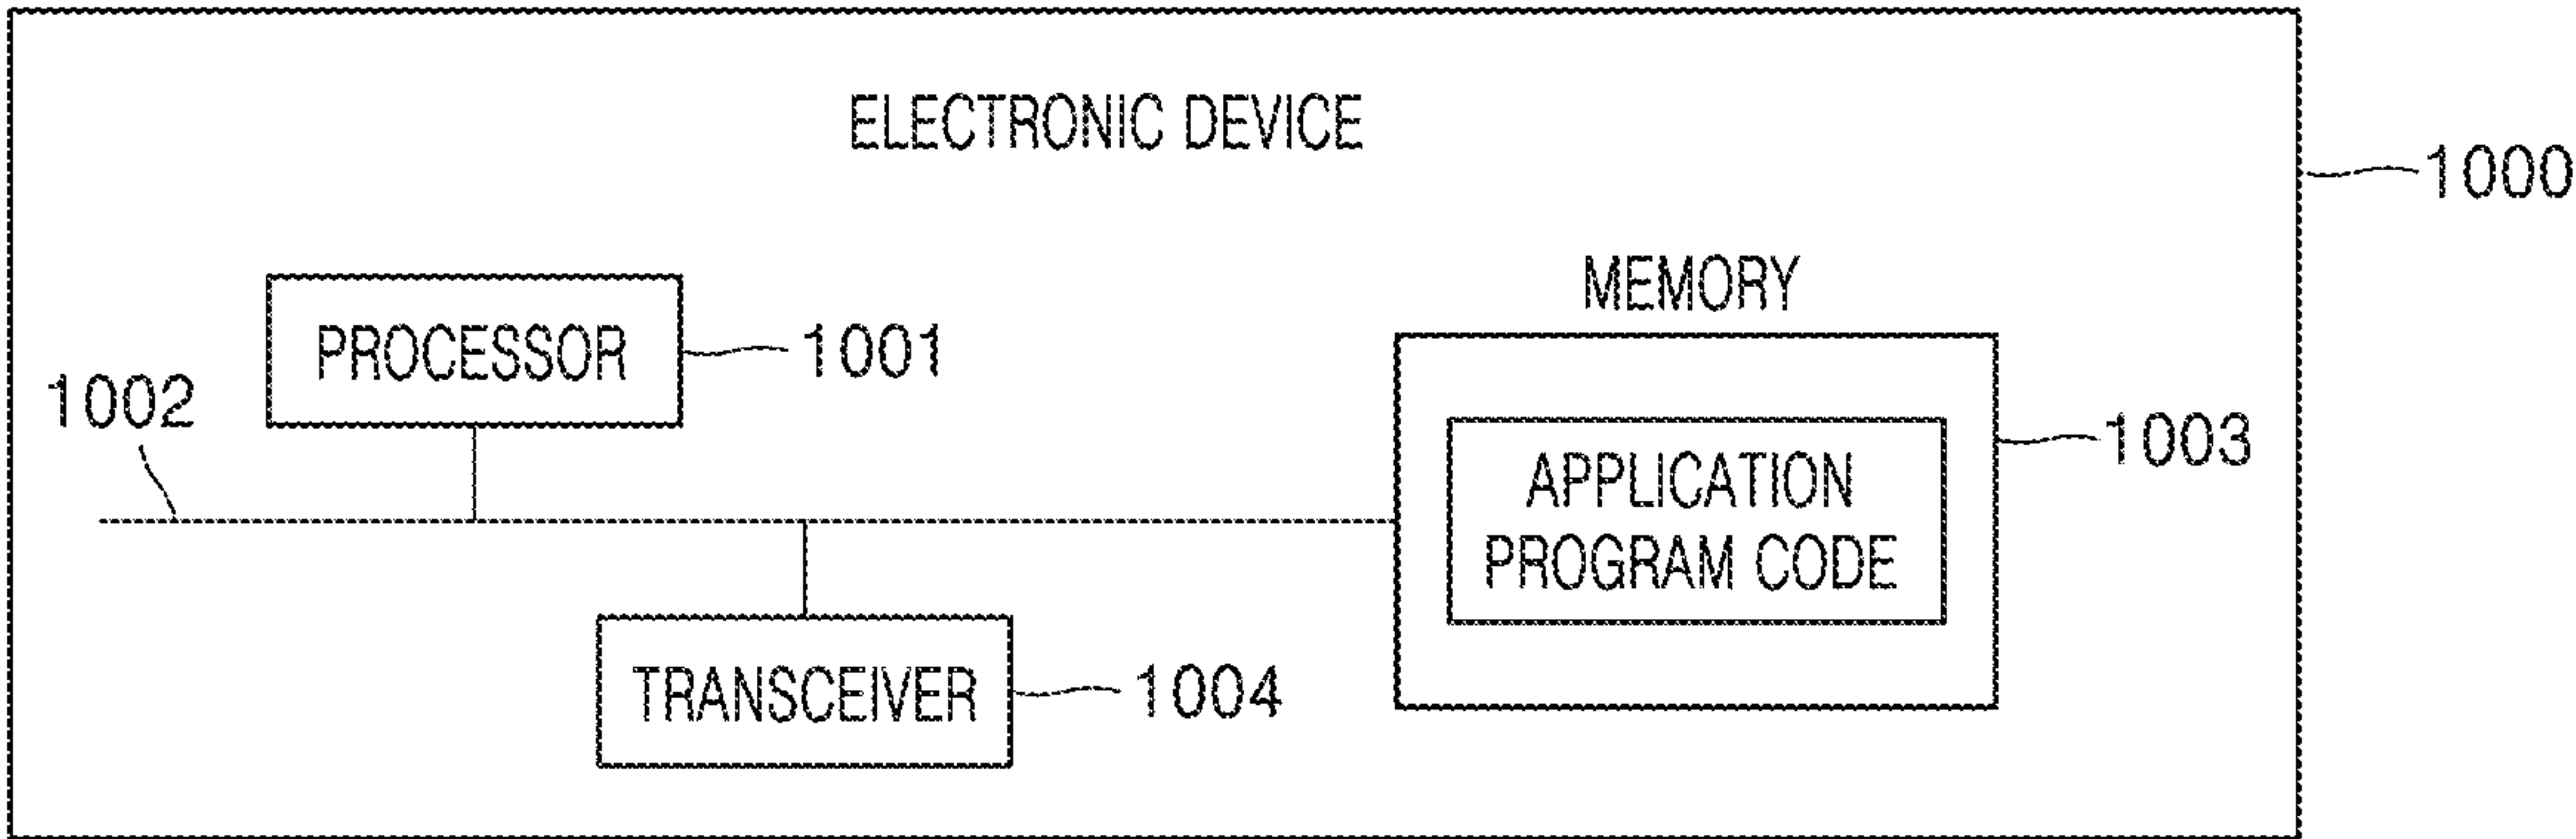 ELECTRONIC DEVICE
1000
MEMORY
PROCESSOR
1001
1002
1003
APPLICATION
PROGRAM CODE
TRANSCEIVER
1004